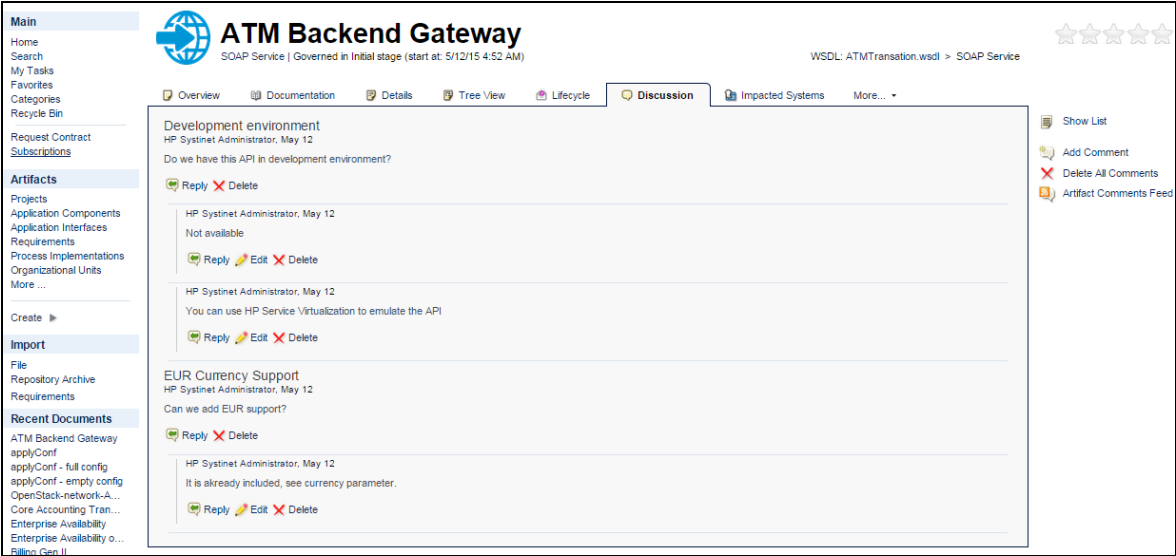 Main
Home
Search
My Tasks
Favorites
Categories
Recycle Bin
Request Contract
Subscriptions
Artifacts
Projects
Application Components
Application Interfaces
Requirements
Process Implementations
Organizational Units
More ...
Create
Import
File
Repository Archive
Requirements
Recent Documents
ATM Backend Gateway
applyConf
applyConf - full config
applyConf - empty config
OpenStack-network-A...
Core Accounting Tran...
Enterprise Availability
Enterprise Availability o...
Billing Gen II
ATM Backend Gateway
SOAP Service | Governed in Initial stage (start at: 5/12/15 4:52 AM)
WSDL: ATMTransation.wsdl > SOAP Service
Overview Documentation Details Tree View Lifecycle Discussion Impacted Systems More...
Development environment
HP Systinet Administrator, May 12
Do we have this API in development environment?
Reply Delete
HP Systinet Administrator, May 12
Not available
Reply Edit Delete
HP Systinet Administrator, May 12
You can use HP Service Virtualization to emulate the API
Reply Edit Delete
EUR Currency Support
HP Systinet Administrator, May 12
Can we add EUR support?
Reply Delete
HP Systinet Administrator, May 12
It is akready included, see currency parameter.
Reply Edit Delete
Show List
Add Comment
Delete All Comments
Artifact Comments Feed